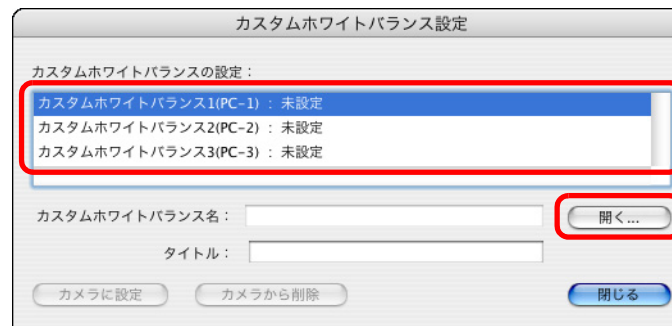 カスタムホワイトバランス設定
カスタムホワイトバランスの設定：
カスタムホワイトバランス1(PC-1) ： 未設定
カスタムホワイトバランス2(PC-2) ： 未設定
カスタムホワイトバランス3(PC-3) ： 未設定
カスタムホワイトバランス名： 開く...
タイトル：
カメラに設定 カメラから削除 閉じる